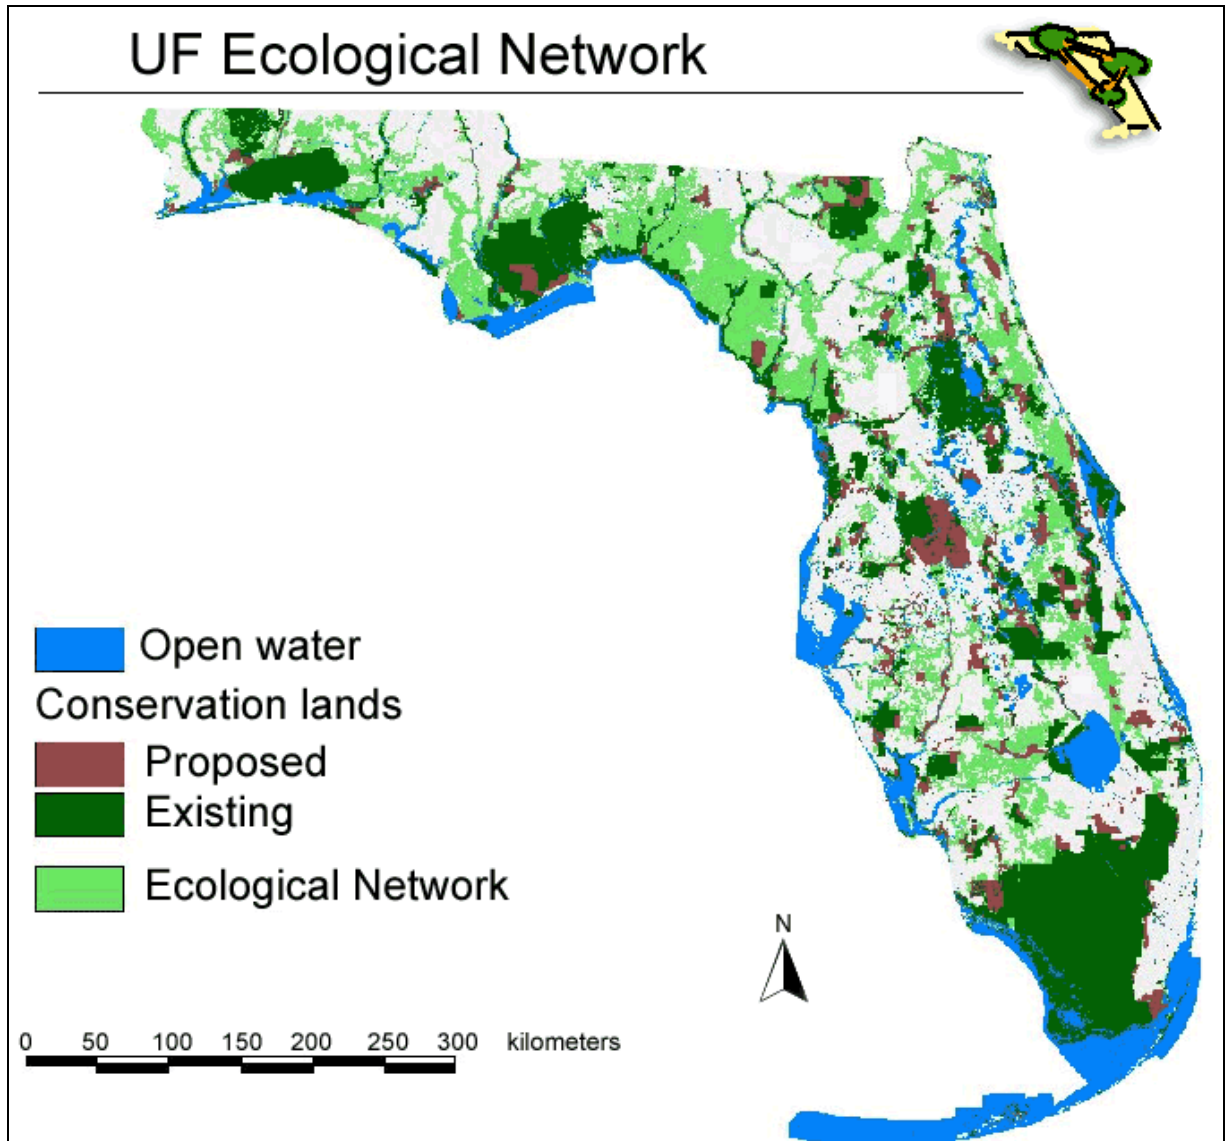 UF Ecological Network
Open water
Conservation lands
Proposed
Existing
Ecological Network
N
0 50 100 150 200 250 300 kilometers